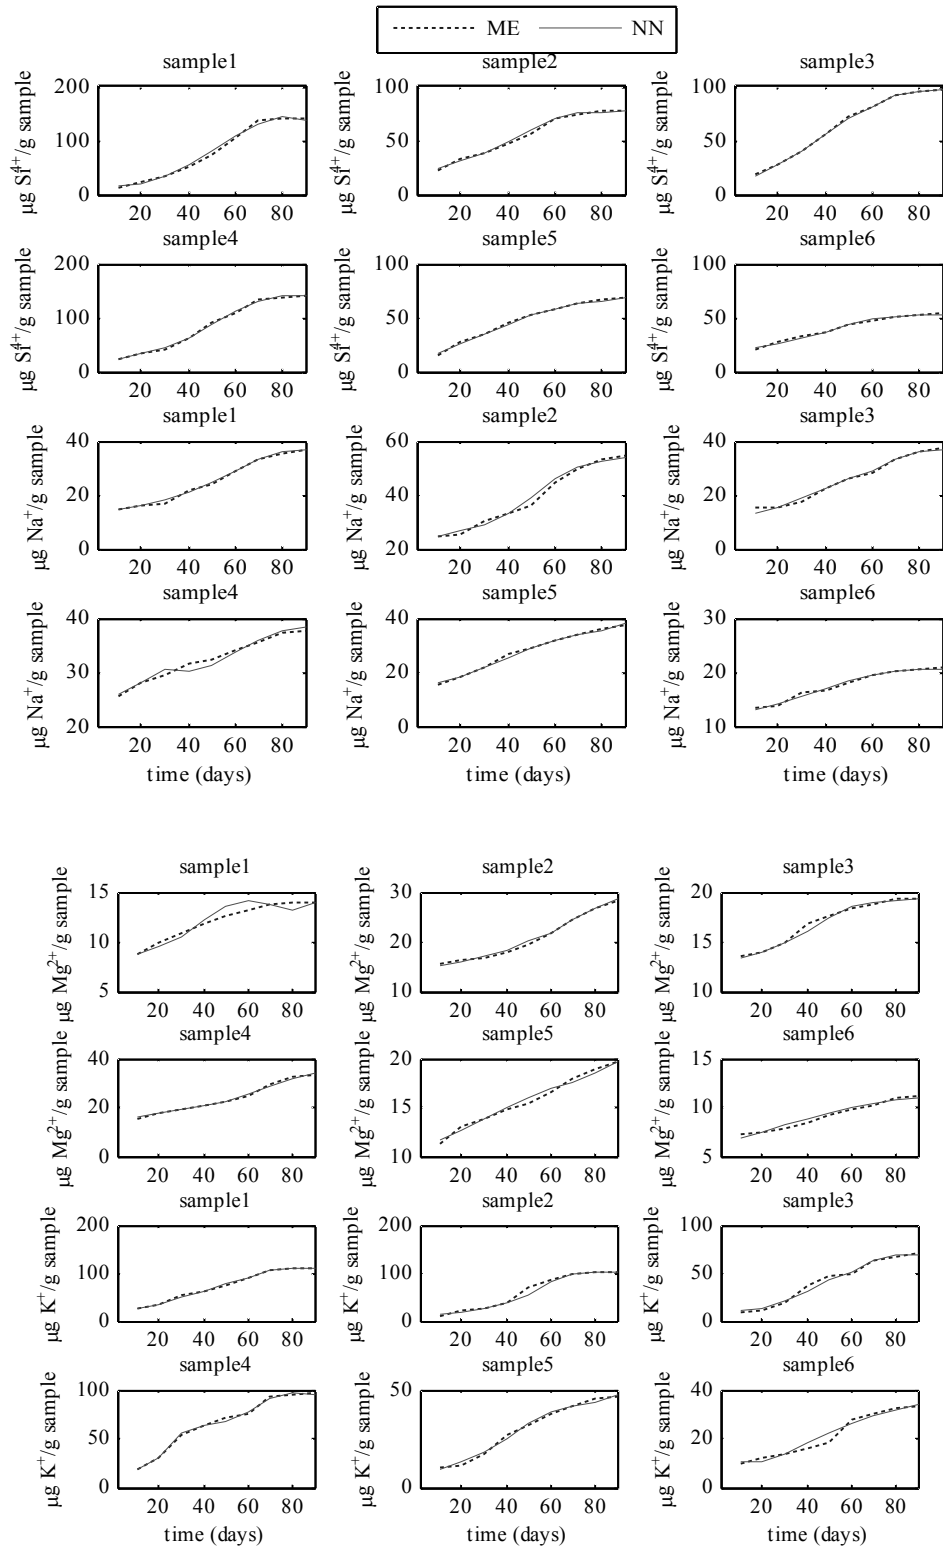 ME NN
sample1 sample2 sample3
200 100 100
100 50 50
0 0 0
µg Si4+/g sample µg Si4+/g sample µg Si4+/g sample
20 40 60 80 20 40 60 80 20 40 60 80
sample4 sample5 sample6
200 100 100
100 50 50
0 0 0
µg Si4+/g sample µg Si4+/g sample µg Si4+/g sample
20 40 60 80 20 40 60 80 20 40 60 80
sample1 sample2 sample3
40 60 40
20 40 20
0 20 0
µg Na+/g sample µg Na+/g sample µg Na+/g sample
20 40 60 80 20 40 60 80 20 40 60 80
sample4 sample5 sample6
40 40 30
30 20 20
20 0 10
µg Na+/g sample µg Na+/g sample µg Na+/g sample
20 40 60 80 20 40 60 80 20 40 60 80
time (days) time (days) time (days)
sample1 sample2 sample3
15 30 20
10 20 15
5 10 10
µg Mg2+/g sample µg Mg2+/g sample µg Mg2+/g sample
20 40 60 80 20 40 60 80 20 40 60 80
sample4 sample5 sample6
40 20 15
20 15 10
0 10 5
µg Mg2+/g sample µg Mg2+/g sample µg Mg2+/g sample
20 40 60 80 20 40 60 80 20 40 60 80
sample1 sample2 sample3
200 200 100
100 100 50
0 0 0
µg K+/g sample µg K+/g sample µg K+/g sample
20 40 60 80 20 40 60 80 20 40 60 80
sample4 sample5 sample6
100 50 40
50 20
0 0 0
µg K+/g sample µg K+/g sample µg K+/g sample
20 40 60 80 20 40 60 80 20 40 60 80
time (days) time (days) time (days)